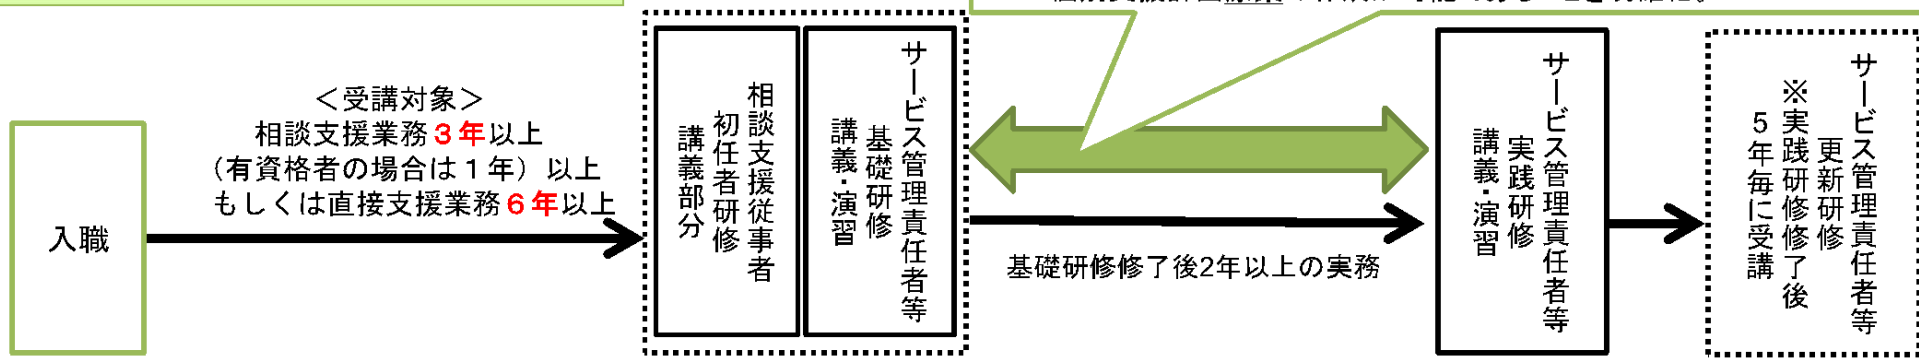 入職
＜受講対象＞
相談支援業務３年以上
（有資格者の場合は１年）以上
もしくは直接支援業務６年以上
相談支援従事者
初任者研修
講義部分
サービス管理責任者等
基礎研修
講義・演習
基礎研修修了後2年以上の実務
サービス管理責任者等
実践研修
講義・演習
サービス管理責任者等
更新研修
※実践研修修了後
５年毎に受講